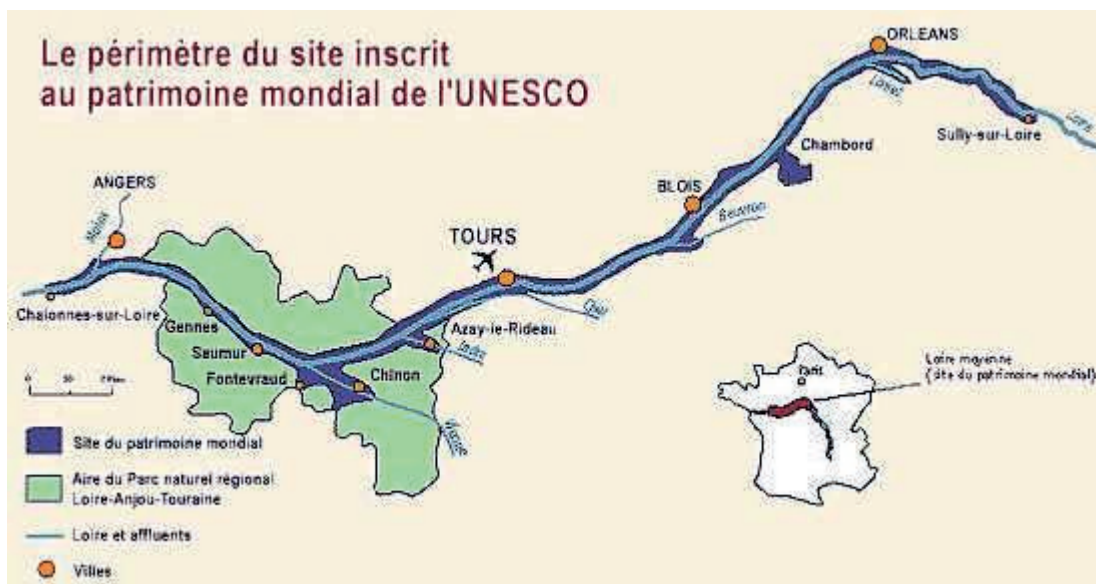 Le périmètre du site inscrit
au patrimoine mondial de l'UNESCO
ORLEANS
Loiret
Loire
Sully-sur-Loire
Chambord
BLOIS
Beuvron
ANGERS
Maine
TOURS
Cher
Chalonnes-sur-Loire
Gennes
Azay-le-Rideau
Indre
Saumur
Fontevraud
Chinon
Vienne
0
Loire moyenne
(site du patrimoine mondial)
Paris
Site du patrimoine mondial
Aire du Parc naturel régional
Loire-Anjou-Touraine
Loire et affluents
Villes